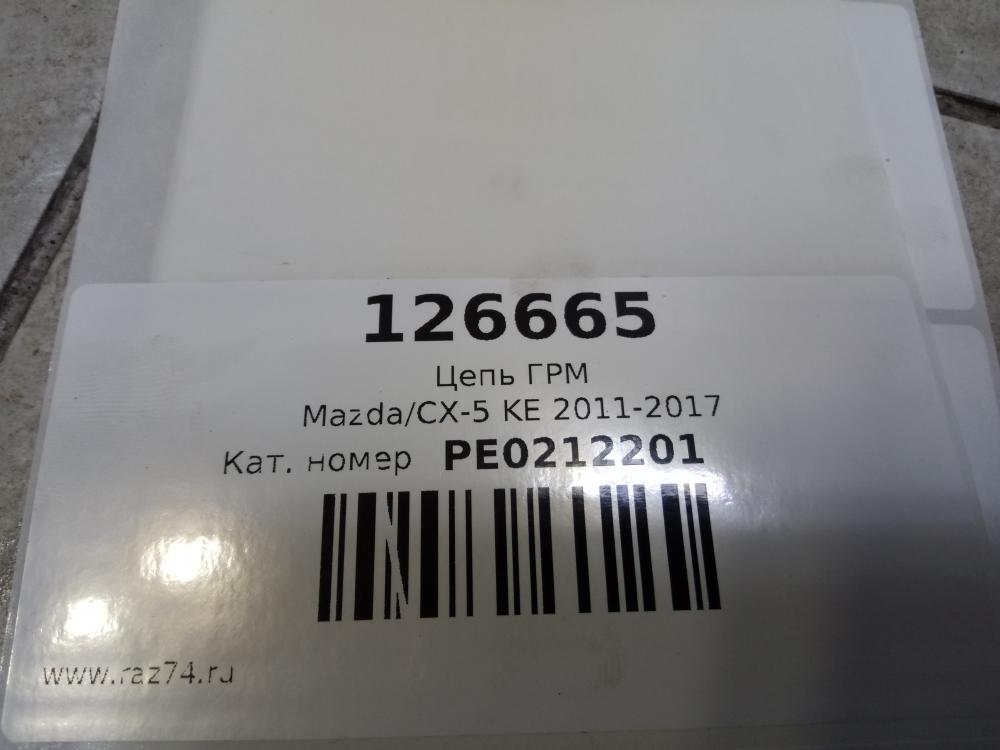 126665
Цепь ГРМ
Mazda/CX-5 KE 2011-2017
Кат. номер PE0212201
www.raz74.ru